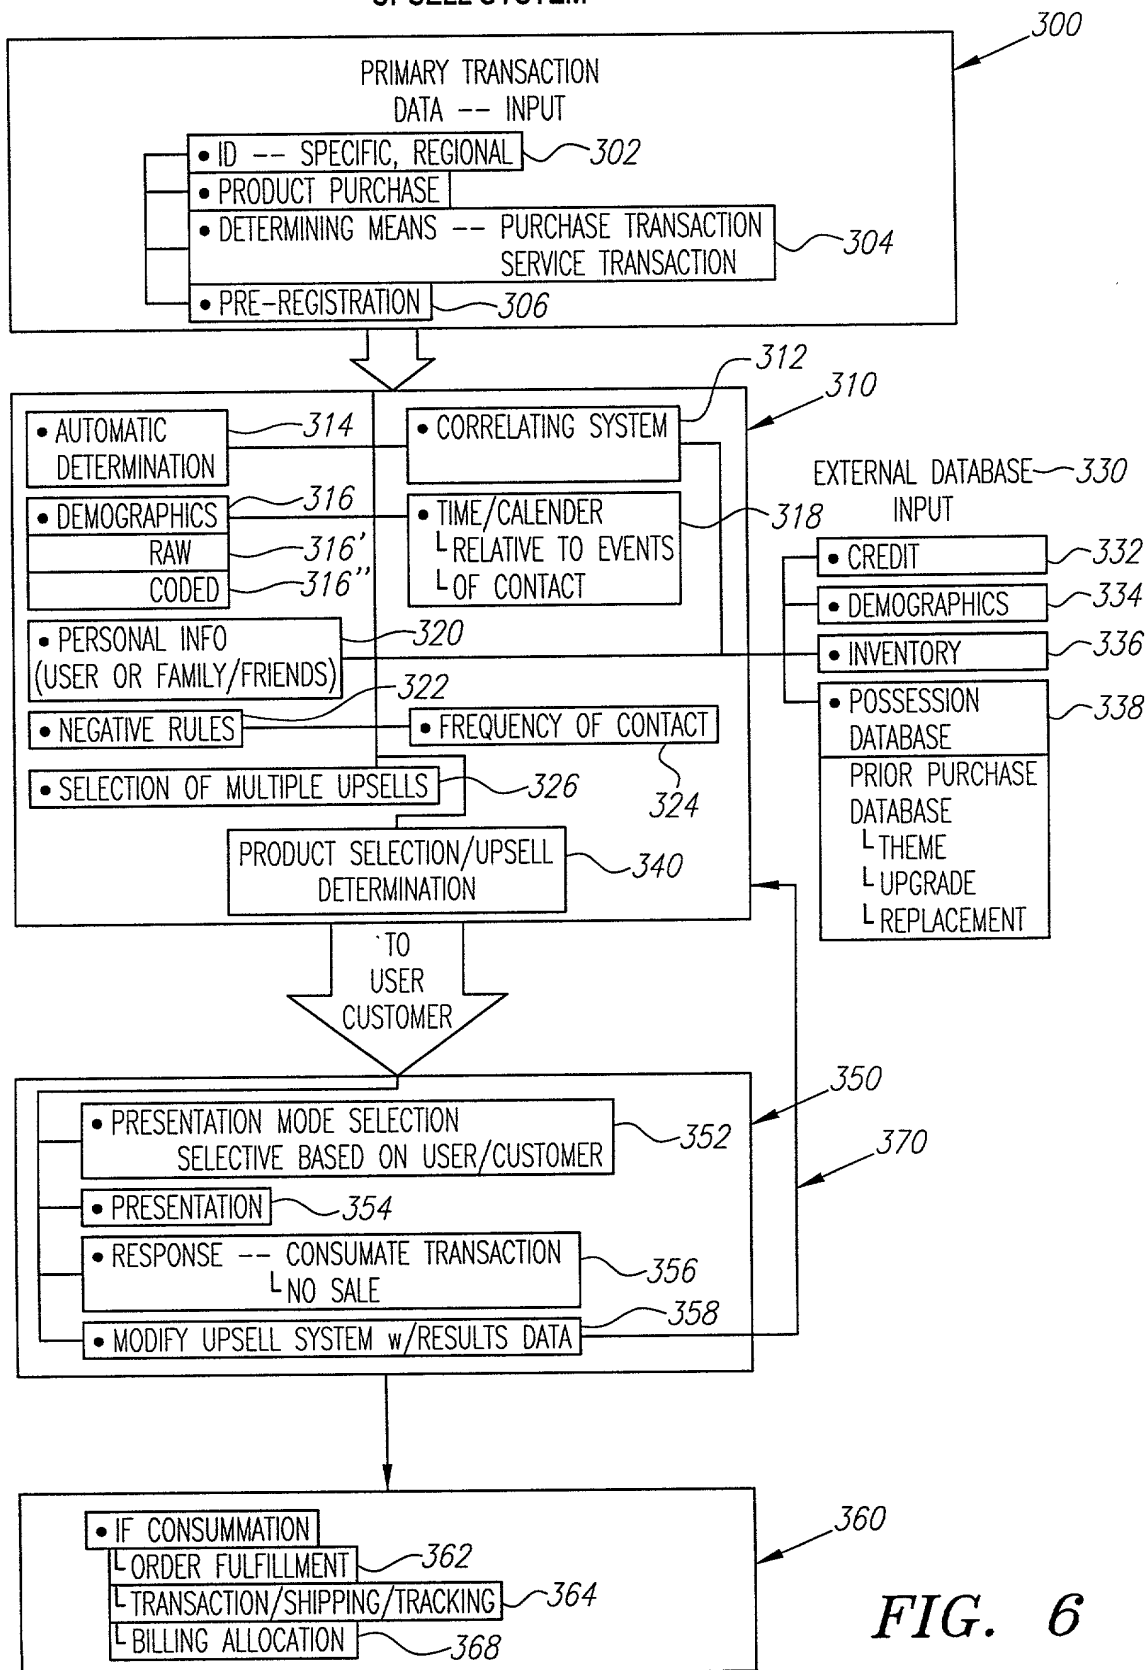 UPSELL SYSTEM
300
PRIMARY TRANSACTION
DATA -- INPUT
• ID -- SPECIFIC, REGIONAL
302
• PRODUCT PURCHASE
• DETERMINING MEANS -- PURCHASE TRANSACTION
SERVICE TRANSACTION
304
• PRE-REGISTRATION
306
310
• AUTOMATIC
DETERMINATION
314
• CORRELATING SYSTEM
312
• DEMOGRAPHICS
316
RAW
316'
CODED
316''
• TIME/CALENDER
RELATIVE TO EVENTS
OF CONTACT
318
• PERSONAL INFO
(USER OR FAMILY/FRIENDS)
320
• NEGATIVE RULES
322
• FREQUENCY OF CONTACT
324
• SELECTION OF MULTIPLE UPSELLS
326
PRODUCT SELECTION/UPSELL
DETERMINATION
340
EXTERNAL DATABASE
INPUT
330
• CREDIT
332
• DEMOGRAPHICS
334
• INVENTORY
336
• POSSESSION
DATABASE
338
PRIOR PURCHASE
DATABASE
THEME
UPGRADE
REPLACEMENT
TO
USER
CUSTOMER
350
370
• PRESENTATION MODE SELECTION
SELECTIVE BASED ON USER/CUSTOMER
352
• PRESENTATION
354
• RESPONSE -- CONSUMATE TRANSACTION
NO SALE
356
• MODIFY UPSELL SYSTEM w/RESULTS DATA
358
360
• IF CONSUMMATION
ORDER FULFILLMENT
362
TRANSACTION/SHIPPING/TRACKING
364
BILLING ALLOCATION
368
FIG. 6